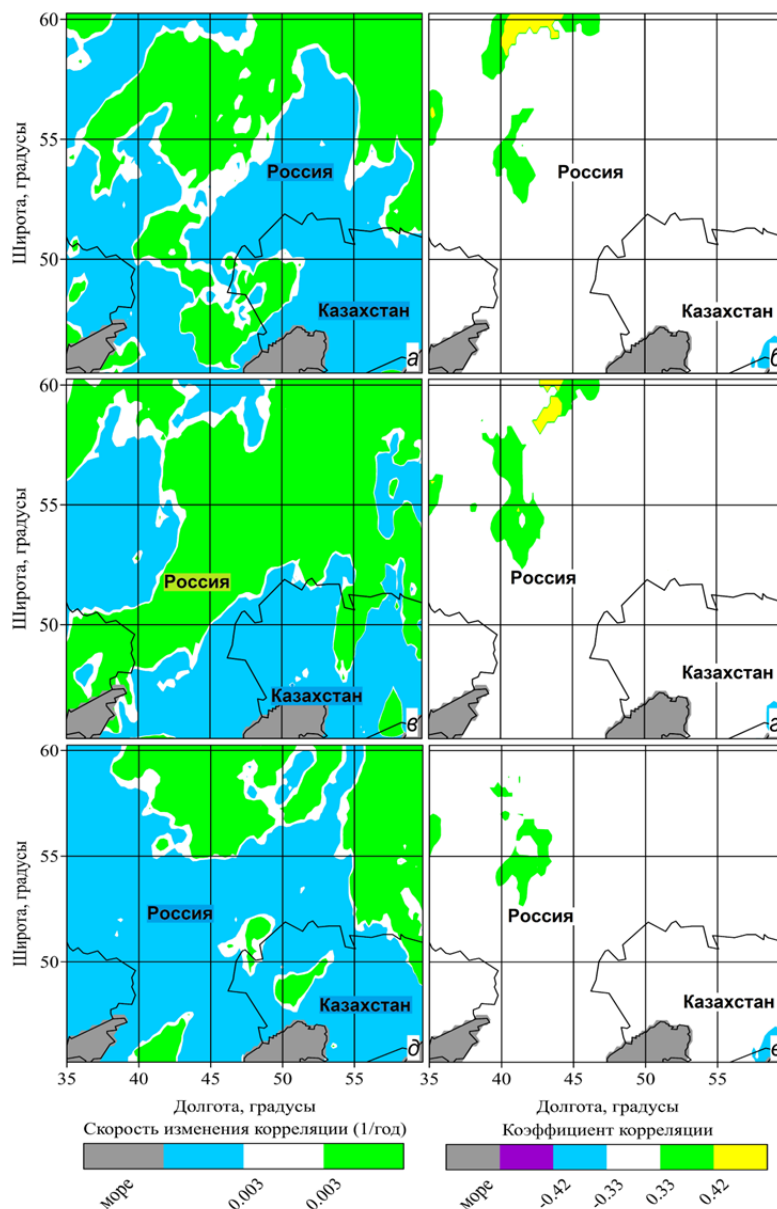 60
55
50
Широта, градусы
Россия
Казахстан
а
Россия
Казахстан
б
60
55
50
Широта, градусы
Россия
Казахстан
в
Россия
Казахстан
г
60
55
50
Широта, градусы
Россия
Казахстан
д
Россия
Казахстан
е
35 40 45 50 55 35 40 45 50 55
Долгота, градусы Долгота, градусы
Скорость изменения корреляции (1/год) Коэффициент корреляции
море 0.003 0.003 море -0.42 -0.33 0.33 0.42